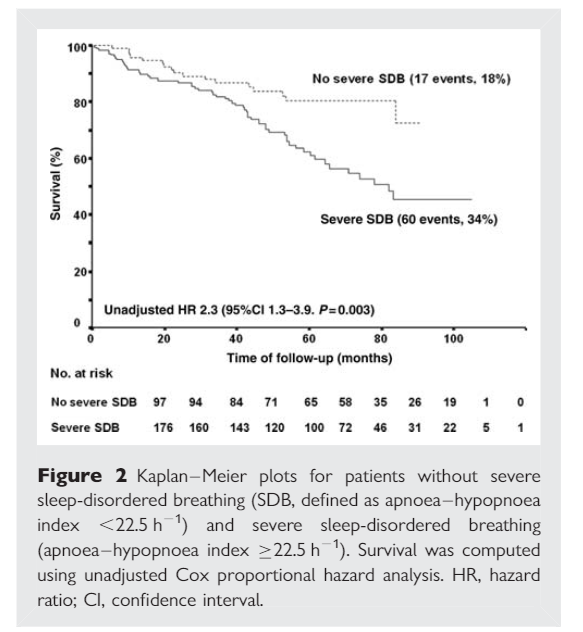 100
No severe SDB (17 events, 18%)
80
60
Survival (%)
40
Severe SDB (60 events, 34%)
20
Unadjusted HR 2.3 (95%CI 1.3–3.9. P=0.003)
0
0 20 40 60 80 100
Time of follow-up (months)
No. at risk
No severe SDB 97 94 84 71 65 58 35 26 19 1 0
Severe SDB 176 160 143 120 100 72 46 31 22 5 1
Figure 2 Kaplan–Meier plots for patients without severe
sleep-disordered breathing (SDB, defined as apnoea–hypopnoea
index <22.5 h⁻¹) and severe sleep-disordered breathing
(apnoea–hypopnoea index ≥22.5 h⁻¹). Survival was computed
using unadjusted Cox proportional hazard analysis. HR, hazard
ratio; CI, confidence interval.